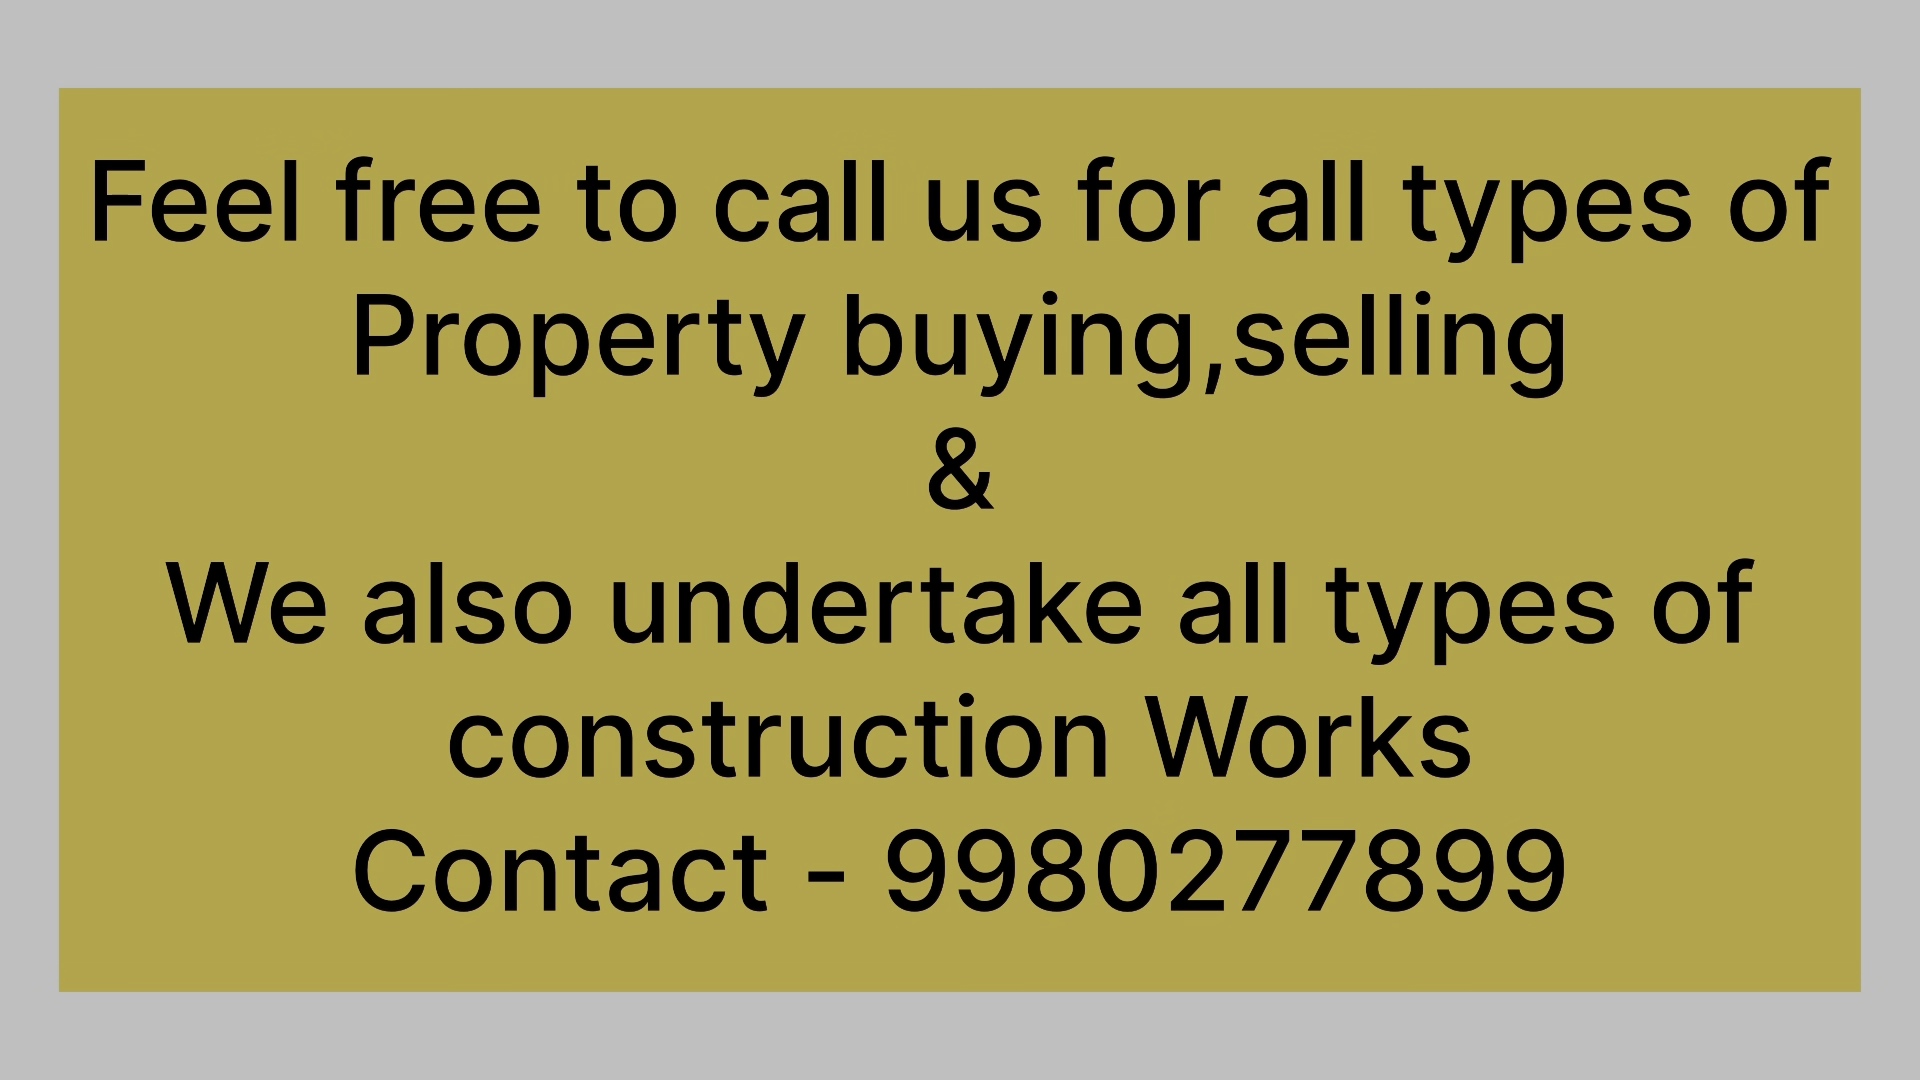 Feel free to call us for all types of
Property buying,selling
&
We also undertake all types of
construction Works
Contact - 9980277899